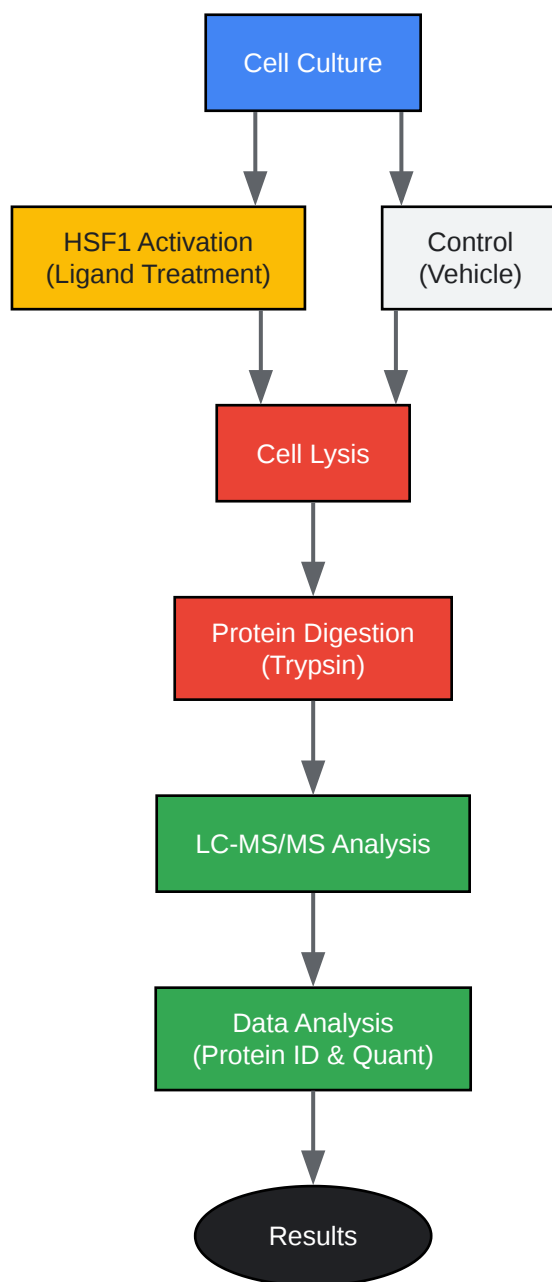 Cell Culture
HSF1 Activation
(Ligand Treatment)
Control
(Vehicle)
Cell Lysis
Protein Digestion
(Trypsin)
LC-MS/MS Analysis
Data Analysis
(Protein ID & Quant)
Results